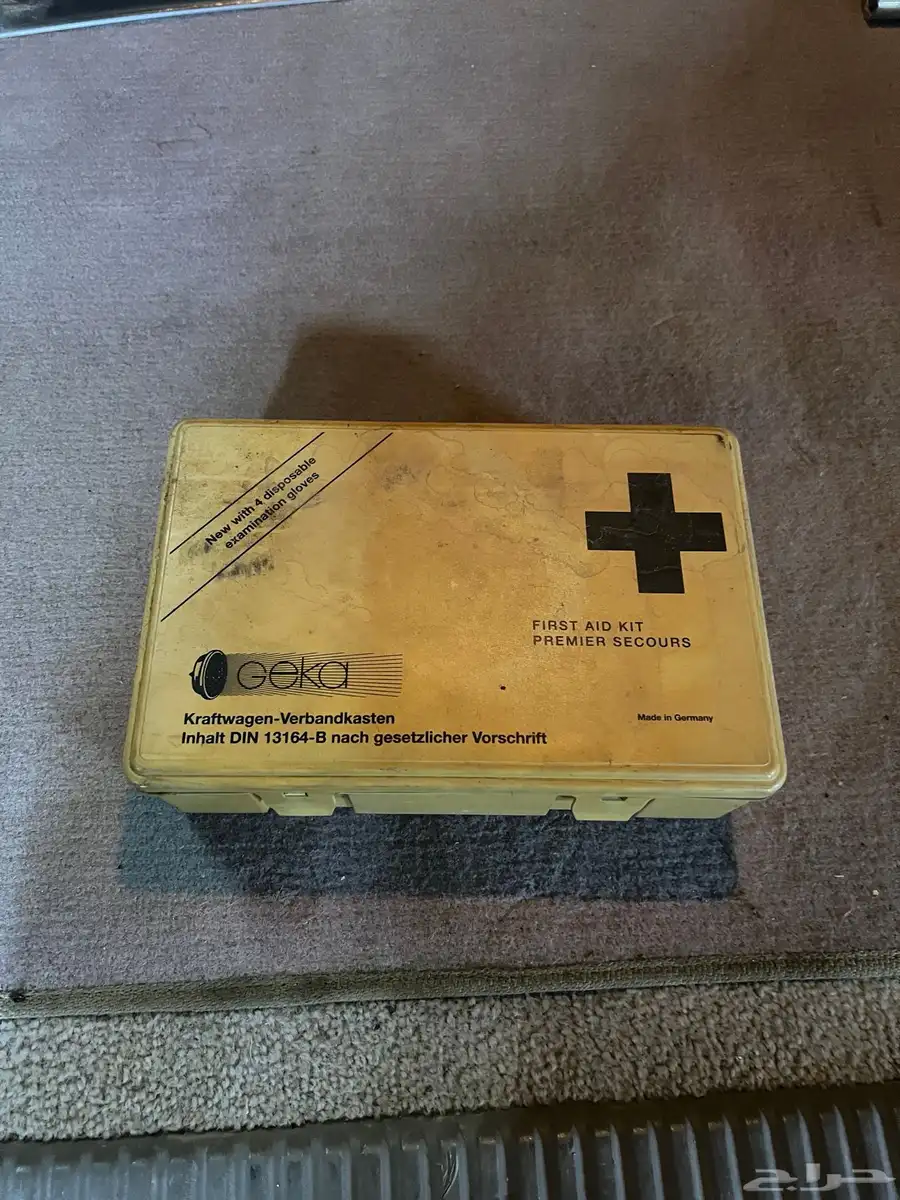 New with 4 disposable
examination gloves
FIRST AID KIT
PREMIER SECOURS
GEKA
Kraftwagen-Verbandkasten
Made in Germany
Inhalt DIN 13164-B nach gesetzlicher Vorschrift
حراج